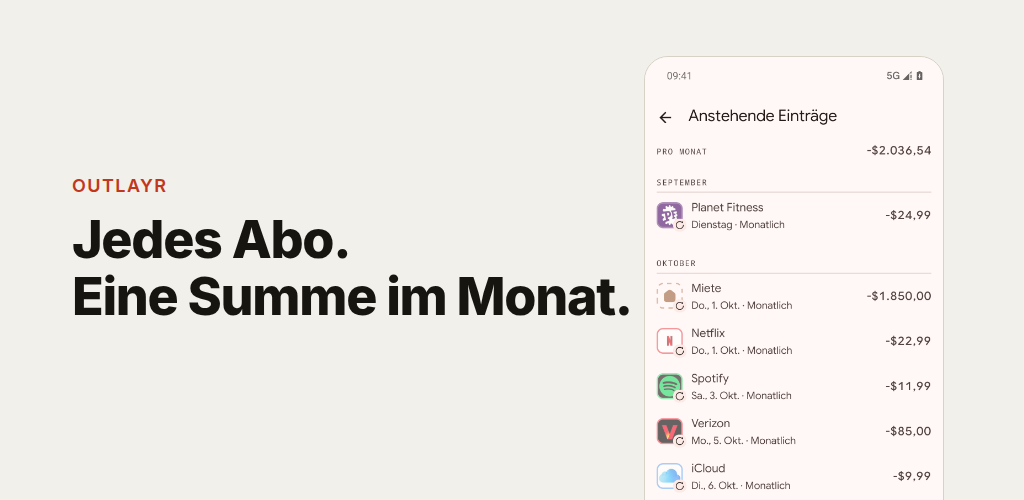 OUTLAYR
Jedes Abo.
Eine Summe im Monat.
09:41 5G
Anstehende Einträge
PRO MONAT -$2.036,54
SEPTEMBER
PF
Planet Fitness -$24,99
Dienstag · Monatlich
OKTOBER
Miete -$1.850,00
Do., 1. Okt. · Monatlich
N
Netflix -$22,99
Do., 1. Okt. · Monatlich
Spotify -$11,99
Sa., 3. Okt. · Monatlich
V
Verizon -$85,00
Mo., 5. Okt. · Monatlich
iCloud -$9,99
Di., 6. Okt. · Monatlich